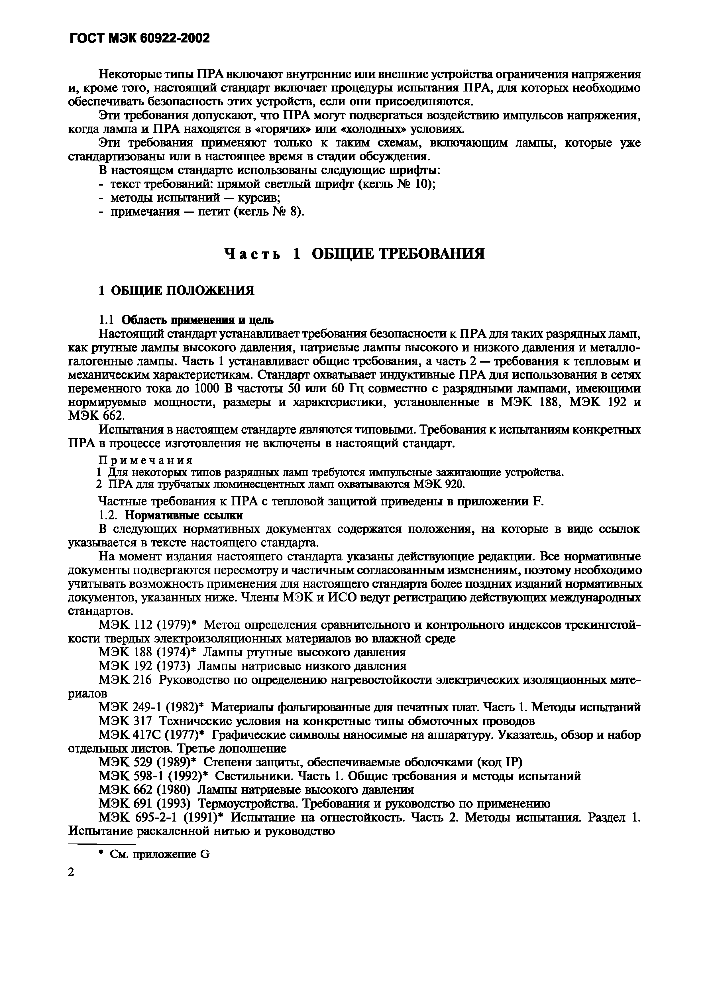 ГОСТ МЭК 60922-2002
Некоторые типы ПРА включают внутренние или внешние устройства ограничения напряжения
и, кроме того, настоящий стандарт включает процедуры испытания ПРА, для которых необходимо
обеспечивать безопасность этих устройств, если они присоединяются.
Эти требования допускают, что ПРА могут подвергаться воздействию импульсов напряжения,
когда лампа и ПРА находятся в «горячих» или «холодных» условиях.
Эти требования применяют только к таким схемам, включающим лампы, которые уже
стандартизованы или в настоящее время в стадии обсуждения.
В настоящем стандарте использованы следующие шрифты:
- текст требований: прямой светлый шрифт (кегль № 10);
- методы испытаний — курсив;
- примечания — петит (кегль № 8).
Часть 1 ОБЩИЕ ТРЕБОВАНИЯ
1 ОБЩИЕ ПОЛОЖЕНИЯ
1.1 Область применения и цель
Настоящий стандарт устанавливает требования безопасности к ПРА для таких разрядных ламп,
как ртутные лампы высокого давления, натриевые лампы высокого и низкого давления и металло-
галогенные лампы. Часть 1 устанавливает общие требования, а часть 2 — требования к тепловым и
механическим характеристикам. Стандарт охватывает индуктивные ПРА для использования в сетях
переменного тока до 1000 В частоты 50 или 60 Гц совместно с разрядными лампами, имеющими
нормируемые мощности, размеры и характеристики, установленные в МЭК 188, МЭК 192 и
МЭК 662.
Испытания в настоящем стандарте являются типовыми. Требования к испытаниям конкретных
ПРА в процессе изготовления не включены в настоящий стандарт.
Примечания
1 Для некоторых типов разрядных ламп требуются импульсные зажигающие устройства.
2 ПРА для трубчатых люминесцентных ламп охватываются МЭК 920.
Частные требования к ПРА с тепловой защитой приведены в приложении F.
1.2. Нормативные ссылки
В следующих нормативных документах содержатся положения, на которые в виде ссылок
указывается в тексте настоящего стандарта.
На момент издания настоящего стандарта указаны действующие редакции. Все нормативные
документы подвергаются пересмотру и частичным согласованным изменениям, поэтому необходимо
учитывать возможность применения для настоящего стандарта более поздних изданий нормативных
документов, указанных ниже. Члены МЭК и ИСО ведут регистрацию действующих международных
стандартов.
МЭК 112 (1979)* Метод определения сравнительного и контрольного индексов трекингстой-
кости твердых электроизоляционных материалов во влажной среде
МЭК 188 (1974)* Лампы ртутные высокого давления
МЭК 192 (1973) Лампы натриевые низкого давления
МЭК 216 Руководство по определению нагревостойкости электрических изоляционных мате-
риалов
МЭК 249-1 (1982)* Материалы фольгированные для печатных плат. Часть 1. Методы испытаний
МЭК 317 Технические условия на конкретные типы обмоточных проводов
МЭК 417С (1977)* Графические символы наносимые на аппаратуру. Указатель, обзор и набор
отдельных листов. Третье дополнение
МЭК 529 (1989)* Степени защиты, обеспечиваемые оболочками (код IP)
МЭК 598-1 (1992)* Светильники. Часть 1. Общие требования и методы испытаний
МЭК 662 (1980) Лампы натриевые высокого давления
МЭК 691 (1993) Термоустройства. Требования и руководство по применению
МЭК 695-2-1 (1991)* Испытание на огнестойкость. Часть 2. Методы испытания. Раздел 1.
Испытание раскаленной нитью и руководство
* См. приложение G
2